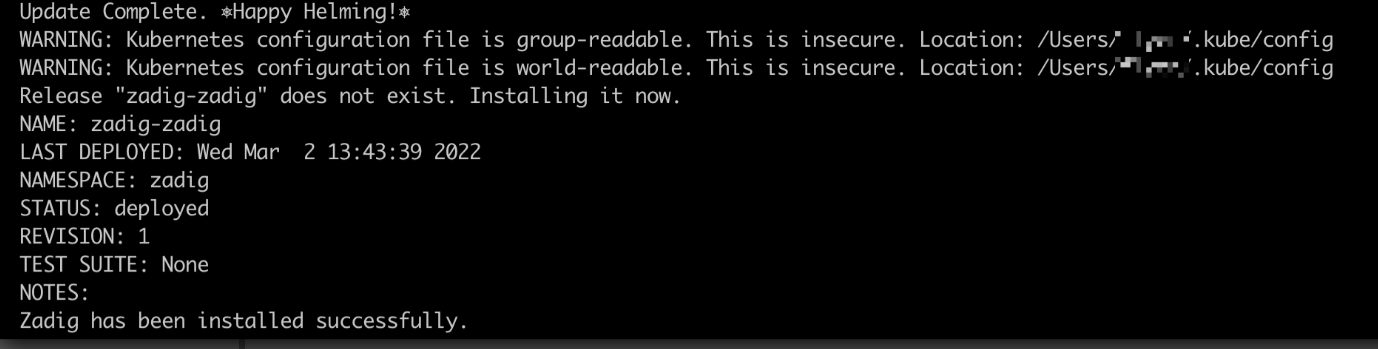 Update Complete. ⎈Happy Helming!⎈
WARNING: Kubernetes configuration file is group-readable. This is insecure. Location: /Users/ /.kube/config
WARNING: Kubernetes configuration file is world-readable. This is insecure. Location: /Users/ /.kube/config
Release "zadig-zadig" does not exist. Installing it now.
NAME: zadig-zadig
LAST DEPLOYED: Wed Mar  2 13:43:39 2022
NAMESPACE: zadig
STATUS: deployed
REVISION: 1
TEST SUITE: None
NOTES:
Zadig has been installed successfully.